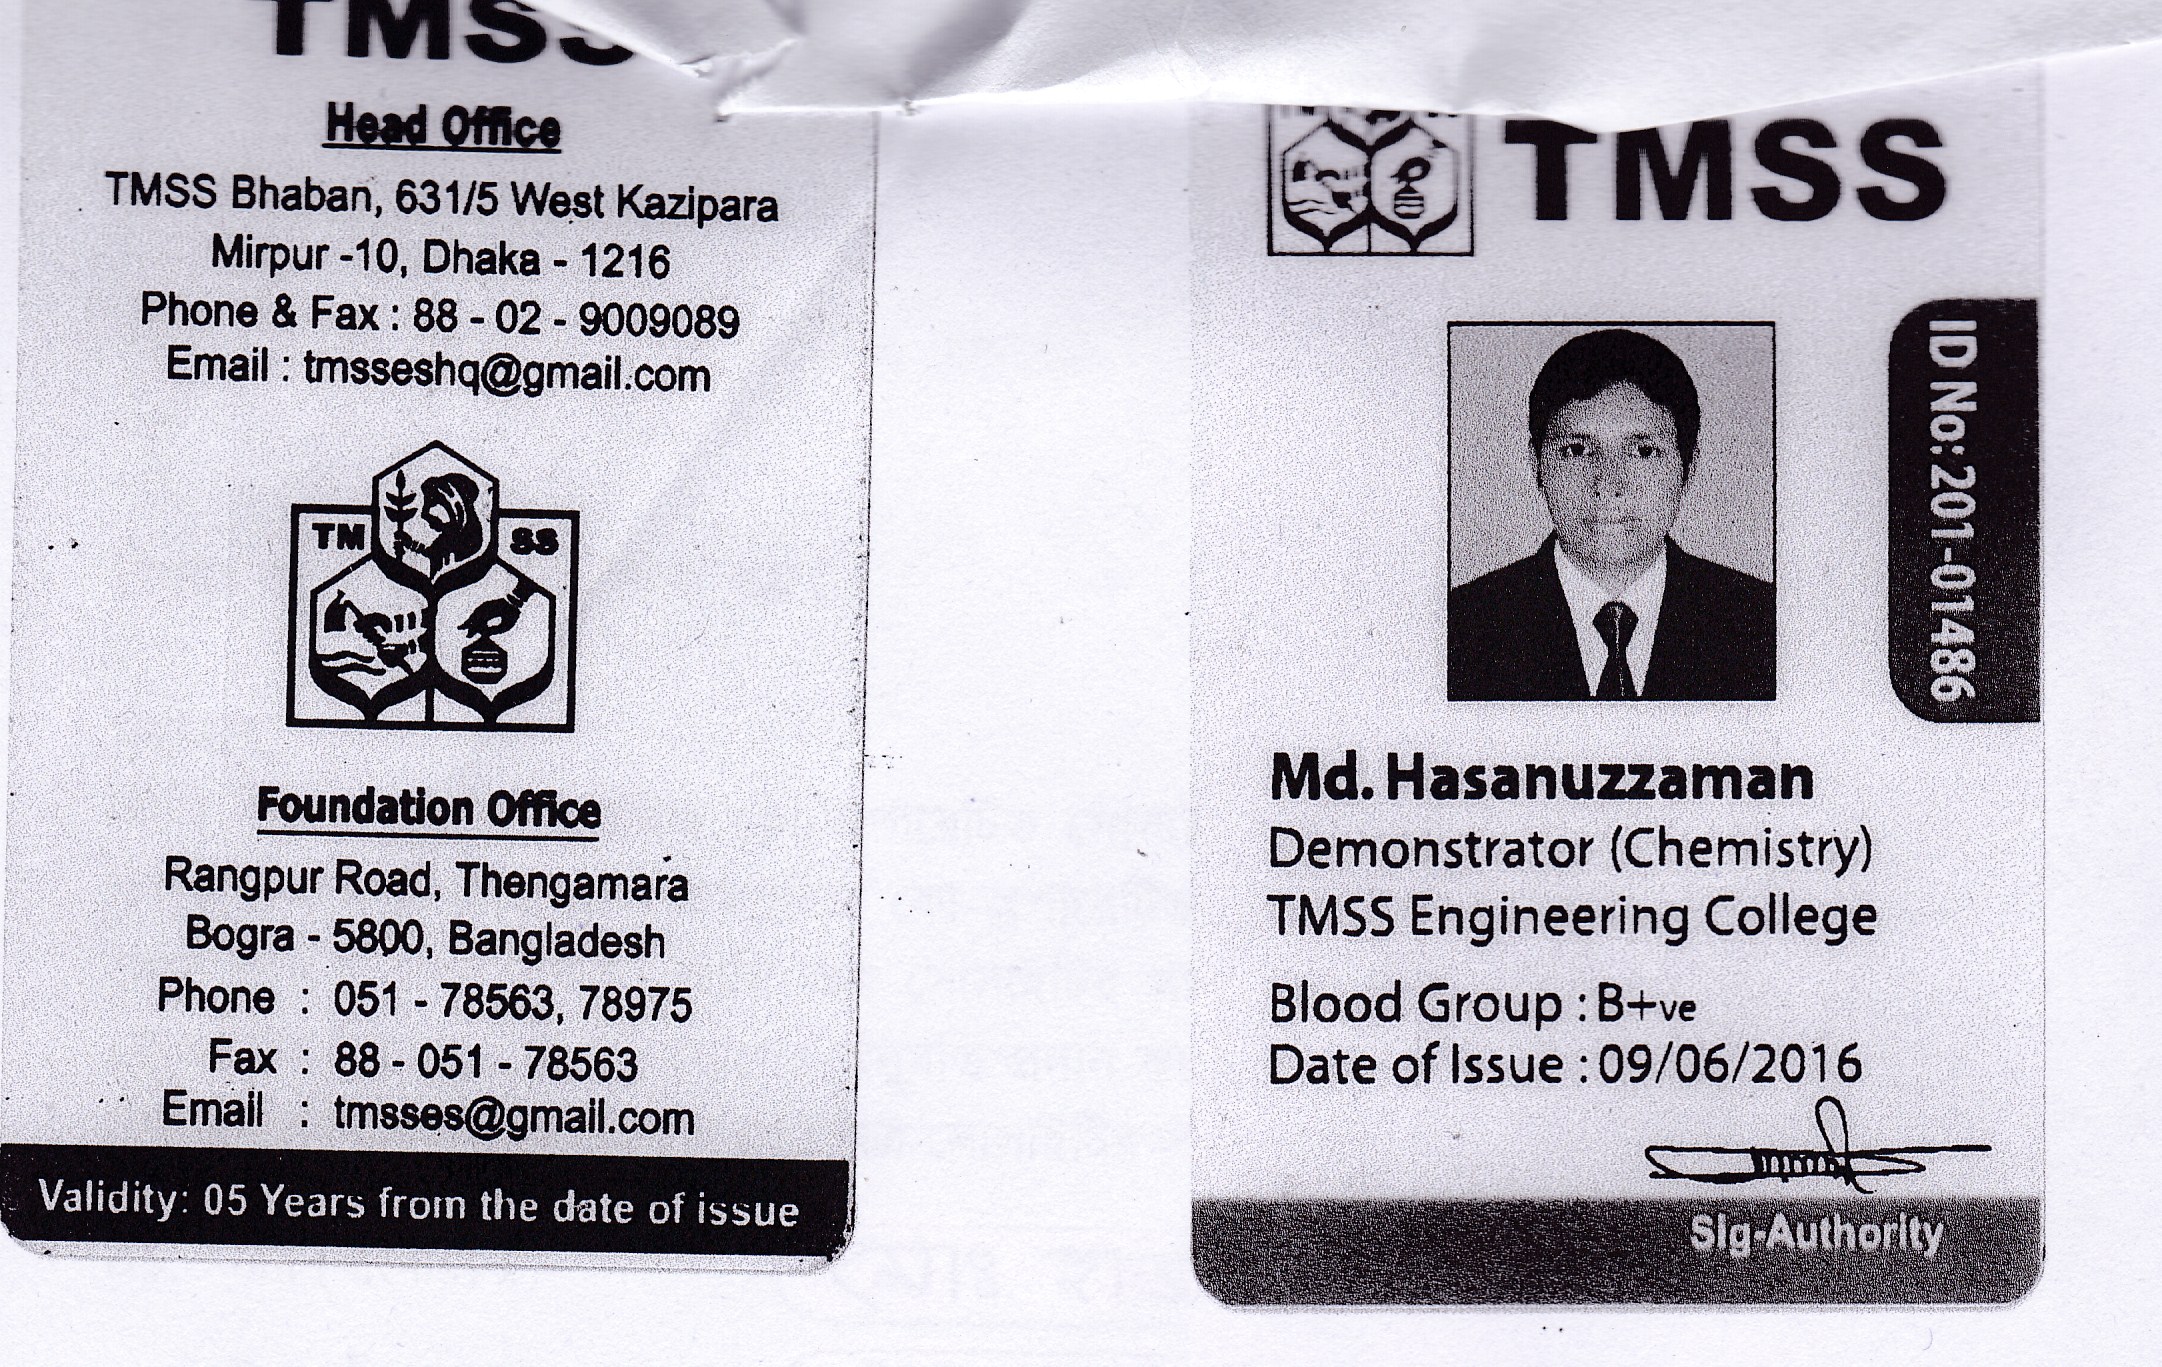 TMSS
Head Office
TMSS Bhaban, 631/5 West Kazipara
Mirpur -10, Dhaka - 1216
Phone & Fax : 88 - 02 - 9009089
Email : tmsseshq@gmail.com
TM SS
Foundation Office
Rangpur Road, Thengamara
Bogra - 5800, Bangladesh
Phone : 051 - 78563, 78975
Fax : 88 - 051 - 78563
Email : tmsses@gmail.com
Validity: 05 Years from the date of issue
TMSS
ID No:201-01486
Md. Hasanuzzaman
Demonstrator (Chemistry)
TMSS Engineering College
Blood Group : B+ve
Date of Issue : 09/06/2016
Sig-Authority